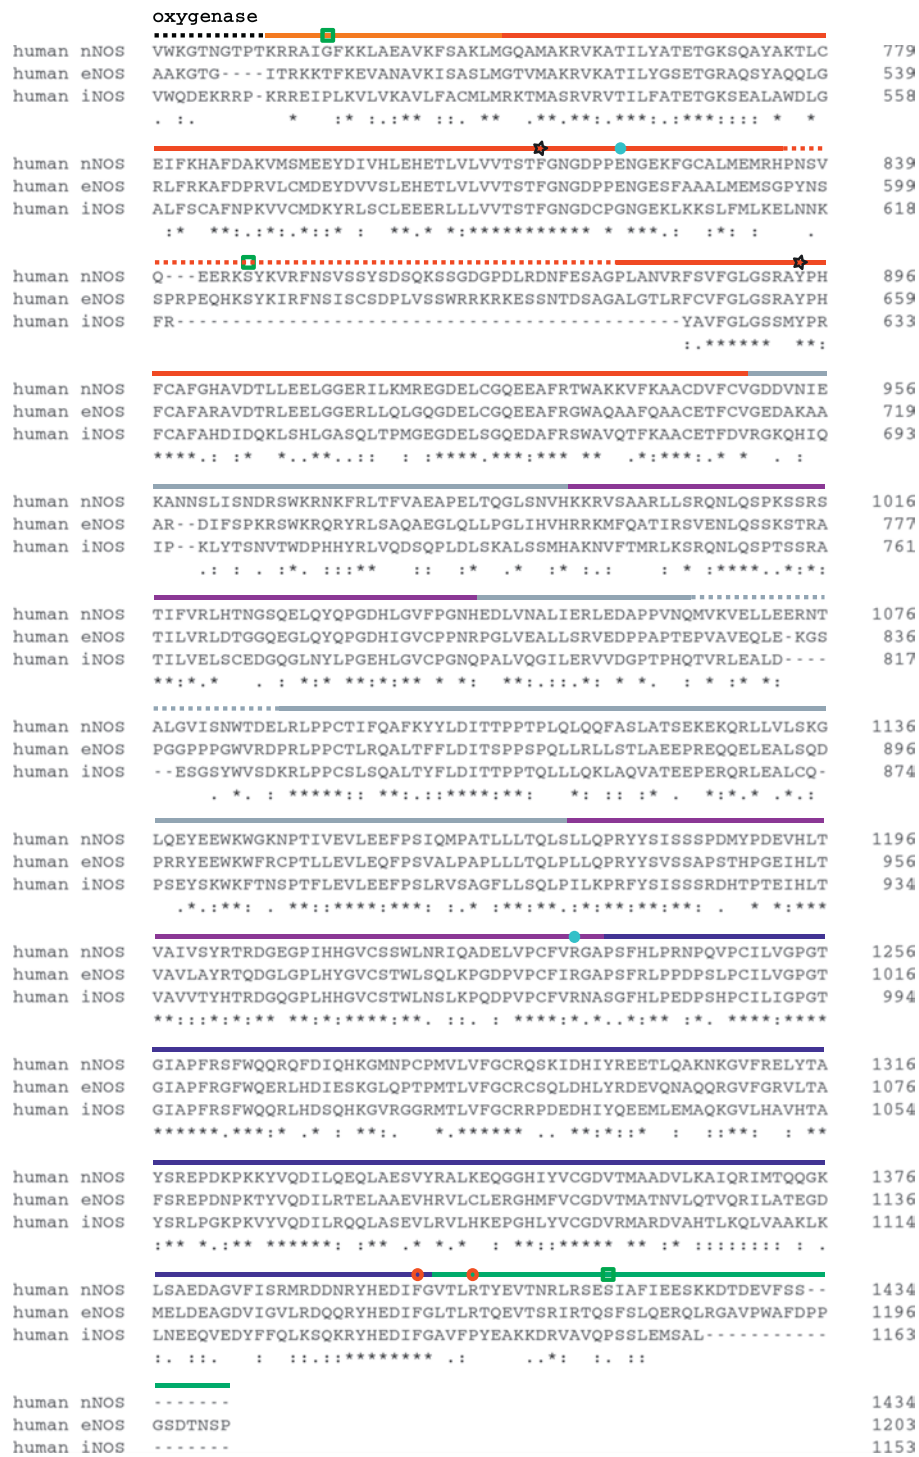 oxygenase
human nNOS VWKGTNGTPTKRRAIGFKKLAEAVKFSAKLMGQAMAKRVKATILYATETGKSQAYAKTLC 779
human eNOS AAKGTG----ITRKKTFKEVANAVKISASLMGTVMAKRVKATILYGSETGRAQSYAQQLG 539
human iNOS VWQDEKRRP-KRREIPLKVLVKAVLFACMLMRKTMASRVRVTILFATETGKSEALAWDLG 558
. :. * :* :. ** :. ** .**.**:.***:..****:::: * *
human nNOS EIFKHAFDAKVMSMEEYDIVHLEHETLVLVVTSTFGNGDPPENGEKFGCALMEMRHPNSV 839
human eNOS RLFRKAFDPRVLCMDEYDVVSLEHETLVLVVTSTFGNGDPPENGESFAAALMEMSGPYNS 599
human iNOS ALFSCAFNPKVVCMDKYRLSCLEEERLLLVVTSTFGNGDCPGNGEKLKKSLFMLKELNNK 618
:* **:.:*:.*::* : **.* *:*********** * ***.: :*: : .
human nNOS Q---EERKSYKVRFNSVSSYSDSQKSSGDGPDLRDNFESAGPLANVRFSVFGLGSRAYPH 896
human eNOS SPRPEQHKSYKIRFNSISCSDPLVSSWRRKRKESSNTDSAGALGTLRFCVFGLGSRAYPH 659
human iNOS FR---------------------------------------------YAVFGLGSSMYPR 633
:.****** **:
human nNOS FCAFGHAVDTLLEELGGERILKMREGDELCGQEEAFRTWAKKVFKAACDVFCVGDDVNIE 956
human eNOS FCAFARAVDTRLEELGGERLLQLGQGDELCGQEEAFRGWAQAAFQAACETFCVGEDAKAA 719
human iNOS FCAFAHDIDQKLSHLGASQLTPMGEGDELSGQEDAFRSWAVQTFKAACETFDVRGKQHIQ 693
****.: :* *..**..:: : :****.***:*** ** .*:***:.* * . :
human nNOS KANNSLISNDRSWKRNKFRLTFVAEAPELTQGLSNVHKKRVSAARLLSRQNLQSPKSSRS 1016
human eNOS AR--DIFSPKRSWKRQRYRLSAQAEGLQLLPGLIHVHRRKMFQATIRSVENLQSSKSTRA 777
human iNOS IP--KLYTSNVTWDPHHYRLVQDSQPLDLSKALSSMHAKNVFTMRLKSRQNLQSPTSSRA 761
.: : .:*. :::** :: :* .* :* :.: : * :****..*:*:
human nNOS TIFVRLHTNGSQELQYQPGDHLGVFPGNHEDLVNALIERLEDAPPVNQMVKVELLEERNT 1076
human eNOS TILVRLDTGGQEGLQYQPGDHIGVCPPNRPGLVEALLSRVEDPPAPTEPVAVEQLE-KGS 836
human iNOS TILVELSCEDGQGLNYLPGEHLGVCPGNQPALVQGILERVVDGPTPHQTVRLEALD---- 817
**:*.* . : *:* **:*:** * *: **:.::.*: * *. : * :* *:
human nNOS ALGVISNWTDELRLPPCTIFQAFKYYLDITTPPTPLQLQQFASLATSEKEKQRLLVLSKG 1136
human eNOS PGGPPPGWVRDPRLPPCTLRQALTFFLDITSPPSPQLLRLLSTLAEEPREQQELEALSQD 896
human iNOS --ESGSYWVSDKRLPPCSLSQALTYFLDITTPPTQLLLQKLAQVATEEPERQRLEALCQ- 874
. *. : *****:: **:.::****:**: *: :: :* . *:*.* .*.:
human nNOS LQEYEEWKWGKNPTIVEVLEEFPSIQMPATLLLTQLSLLQPRYYSISSSPDMYPDEVHLT 1196
human eNOS PRRYEEWKWFRCPTLLEVLEQFPSVALPAPLLLTQLPLLQPRYYSVSSAPSTHPGEIHLT 956
human iNOS PSEYSKWKFTNSPTFLEVLEEFPSLRVSAGFLLSQLPILKPRFYSISSSRDHTPTEIHLT 934
.*.:**: . **::****:***: :.* :**:**.:*:**:**:**: . * *:***
human nNOS VAIVSYRTRDGEGPIHHGVCSSWLNRIQADELVPCFVRGAPSFHLPRNPQVPCILVGPGT 1256
human eNOS VAVLAYRTQDGLGPLHYGVCSTWLSQLKPGDPVPCFIRGAPSFRLPPDPSLPCILVGPGT 1016
human iNOS VAVVTYHTRDGQGPLHHGVCSTWLNSLKPQDPVPCFVRNASGFHLPEDPSHPCILIGPGT 994
**:::*:*:** **:*:****:**. ::. : ****:*.*..*:** :*. ****:****
human nNOS GIAPFRSFWQQRQFDIQHKGMNPCPMVLVFGCRQSKIDHIYREETLQAKNKGVFRELYTA 1316
human eNOS GIAPFRGFWQERLHDIESKGLQPTPMTLVFGCRCSQLDHLYRDEVQNAQQRGVFGRVLTA 1076
human iNOS GIAPFRSFWQQRLHDSQHKGVRGGRMTLVFGCRRPDEDHIYQEEMLEMAQKGVLHAVHTA 1054
******.***:* .* : **:. *.****** .. **:*::* : ::**: : **
human nNOS YSREPDKPKKYVQDILQEQLAESVYRALKEQGGHIYVCGDVTMAADVLKAIQRIMTQQGK 1376
human eNOS FSREPDNPKTYVQDILRTELAAEVHRVLCLERGHMFVCGDVTMATNVLQTVQRILATEGD 1136
human iNOS YSRLPGKPKVYVQDILRQQLASEVLRVLHKEPGHLYVCGDVRMARDVAHTLKQLVAAKLK 1114
:** *.:** ******: :** .* *.* : **::***** ** :* :::::::: : .
human nNOS LSAEDAGVFISRMRDDNRYHEDIFGVTLRTYEVTNRLRSESIAFIEESKKDTDEVFSS-- 1434
human eNOS MELDEAGDVIGVLRDQQRYHEDIFGLTLRTQEVTSRIRTQSFSLQERQLRGAVPWAFDPP 1196
human iNOS LNEEQVEDYFFQLKSQKRYHEDIFGAVFPYEAKKDRVAVQPSSLEMSAL----------- 1163
:. ::. : ::.::******** .: ..*: :. ::
human nNOS ------- 1434
human eNOS GSDTNSP 1203
human iNOS ------- 1153